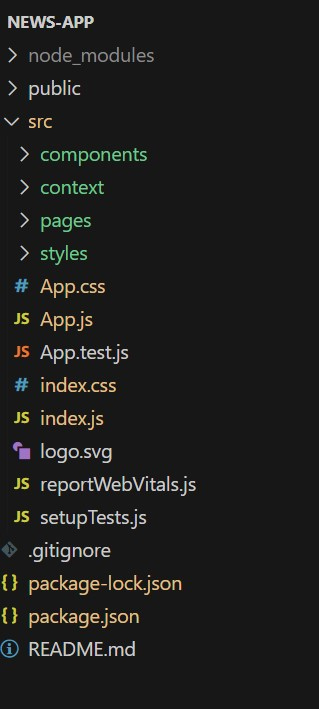 NEWS-APP
node_modules
public
src
components
context
pages
styles
# App.css
JS App.js
JS App.test.js
# index.css
JS index.js
logo.svg
JS reportWebVitals.js
JS setupTests.js
.gitignore
{} package-lock.json
{} package.json
README.md